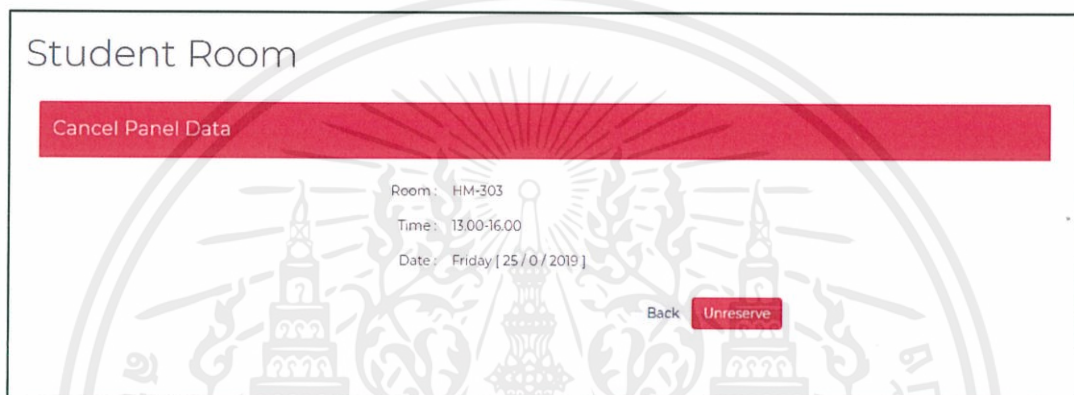 Student Room
Cancel Panel Data
Room : HM-303
Time : 13.00-16.00
Date : Friday [ 25 / 0 / 2019 ]
Back Unreserve